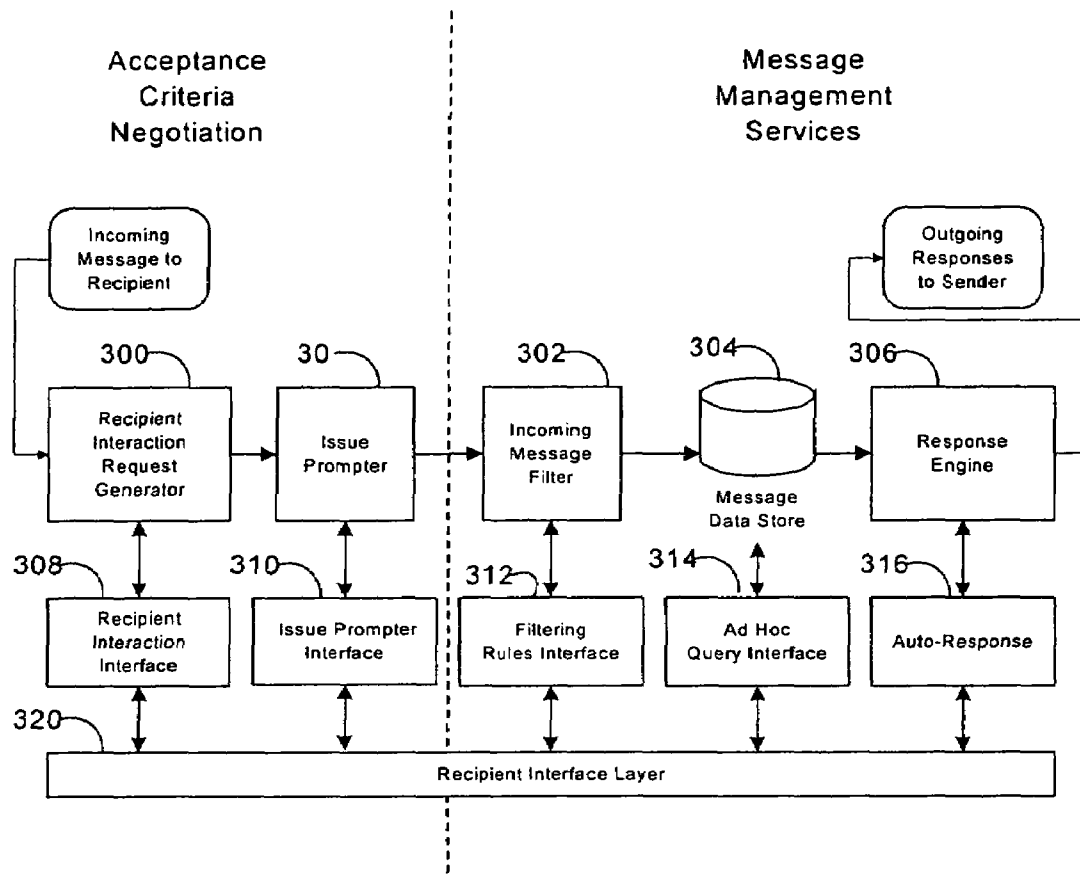 Acceptance
Criteria
Negotiation
Message
Management
Services
Incoming
Message to
Recipient
Outgoing
Responses
to Sender
300
30
302
304
306
Recipient
Interaction
Request
Generator
Issue
Prompter
Incoming
Message
Filter
Message
Data Store
Response
Engine
308
310
312
314
316
Recipient
Interaction
Interface
Issue Prompter
Interface
Filtering
Rules Interface
Ad Hoc
Query Interface
Auto-Response
320
Recipient Interface Layer